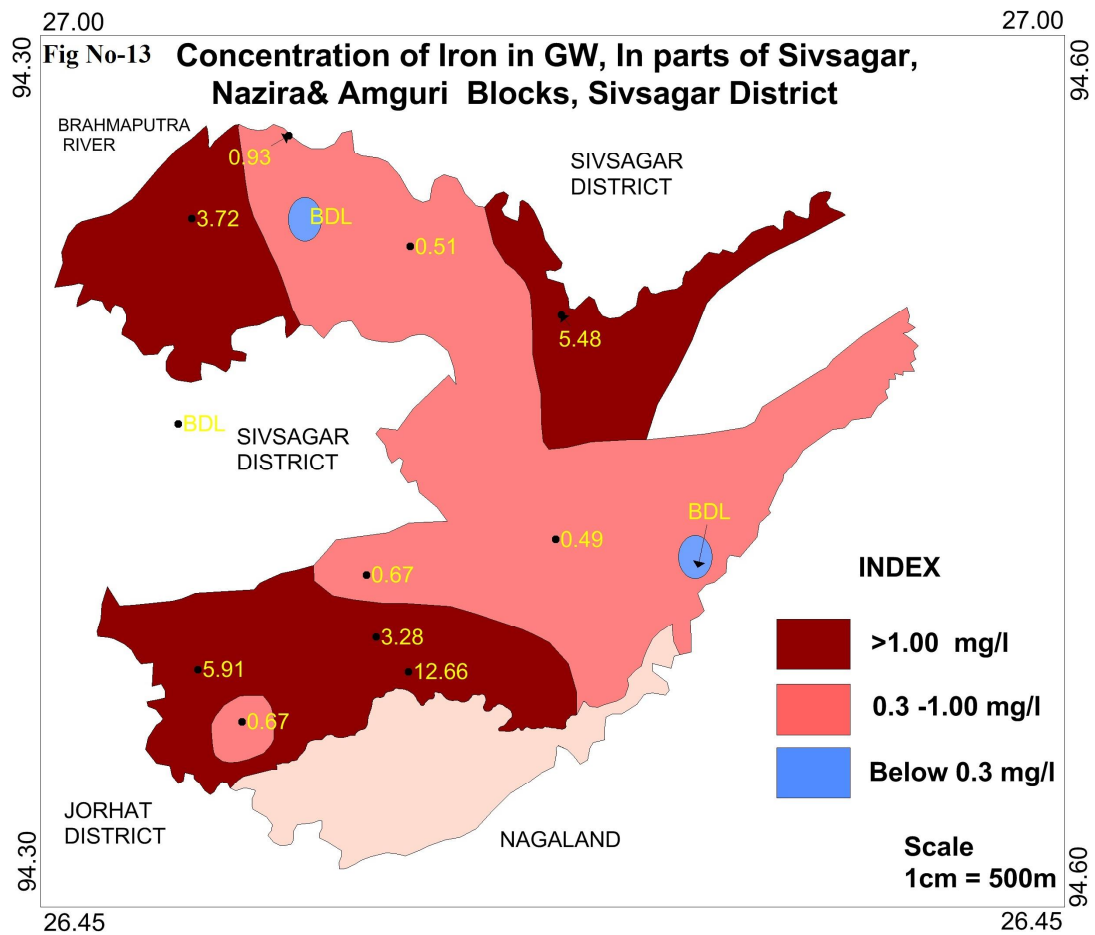 27.00
27.00
94.30
94.60
Fig No-13
Concentration of Iron in GW, In parts of Sivsagar,
Nazira& Amguri Blocks, Sivsagar District
BRAHMAPUTRA
RIVER
0.93
SIVSAGAR
DISTRICT
3.72
BDL
0.51
5.48
BDL
SIVSAGAR
DISTRICT
BDL
0.49
0.67
INDEX
3.28
>1.00 mg/l
5.91
12.66
0.3 -1.00 mg/l
0.67
Below 0.3 mg/l
JORHAT
DISTRICT
NAGALAND
Scale
1cm = 500m
94.30
94.60
26.45
26.45